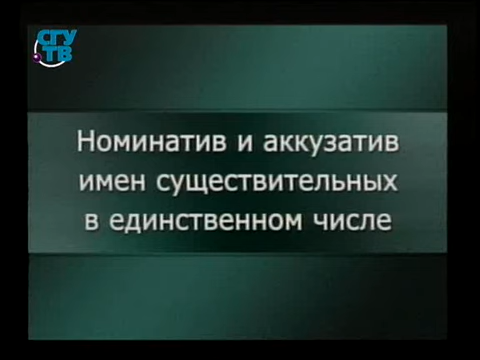 СГУ
ТВ
Номинатив и аккузатив
имен существительных
в единственном числе